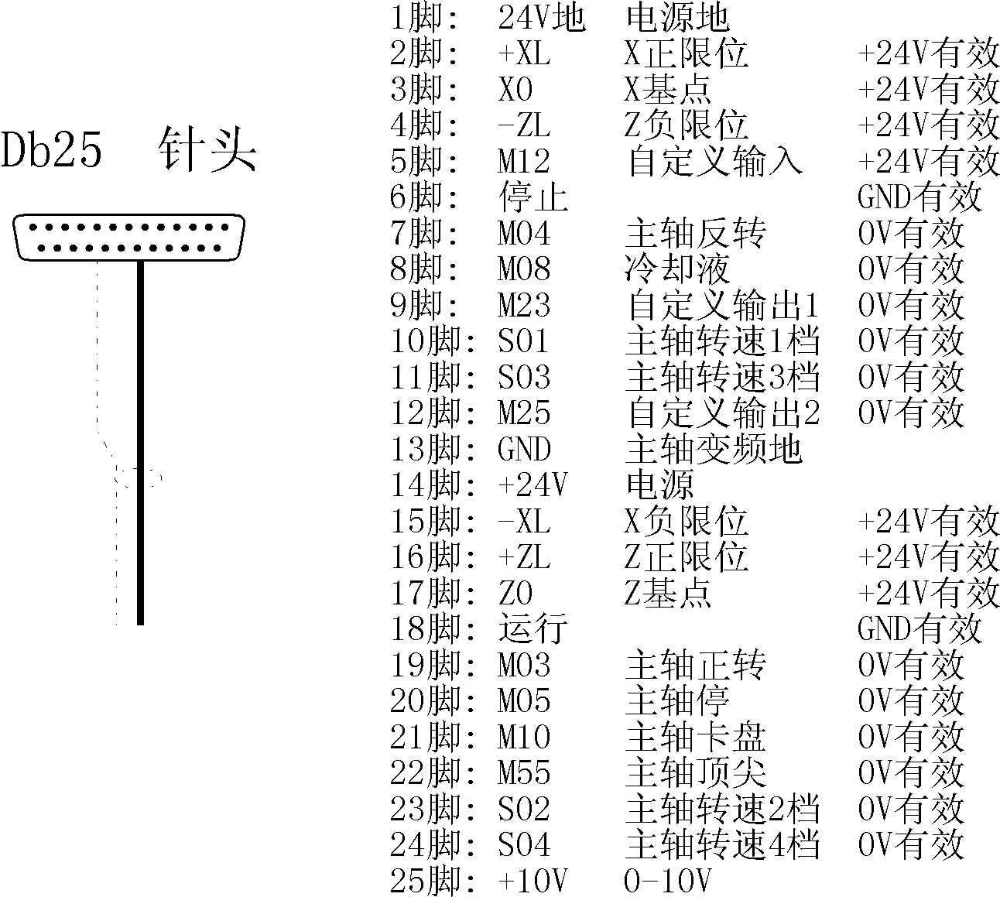 Db25 针头
1脚: 24V地 电源地
2脚: +XL X正限位 +24V有效
3脚: X0 X基点 +24V有效
4脚: -ZL Z负限位 +24V有效
5脚: M12 自定义输入 +24V有效
6脚: 停止 GND有效
7脚: M04 主轴反转 0V有效
8脚: M08 冷却液 0V有效
9脚: M23 自定义输出1 0V有效
10脚: S01 主轴转速1档 0V有效
11脚: S03 主轴转速3档 0V有效
12脚: M25 自定义输出2 0V有效
13脚: GND 主轴变频地
14脚: +24V 电源
15脚: -XL X负限位 +24V有效
16脚: +ZL Z正限位 +24V有效
17脚: Z0 Z基点 +24V有效
18脚: 运行 GND有效
19脚: M03 主轴正转 0V有效
20脚: M05 主轴停 0V有效
21脚: M10 主轴卡盘 0V有效
22脚: M55 主轴顶尖 0V有效
23脚: S02 主轴转速2档 0V有效
24脚: S04 主轴转速4档 0V有效
25脚: +10V 0-10V